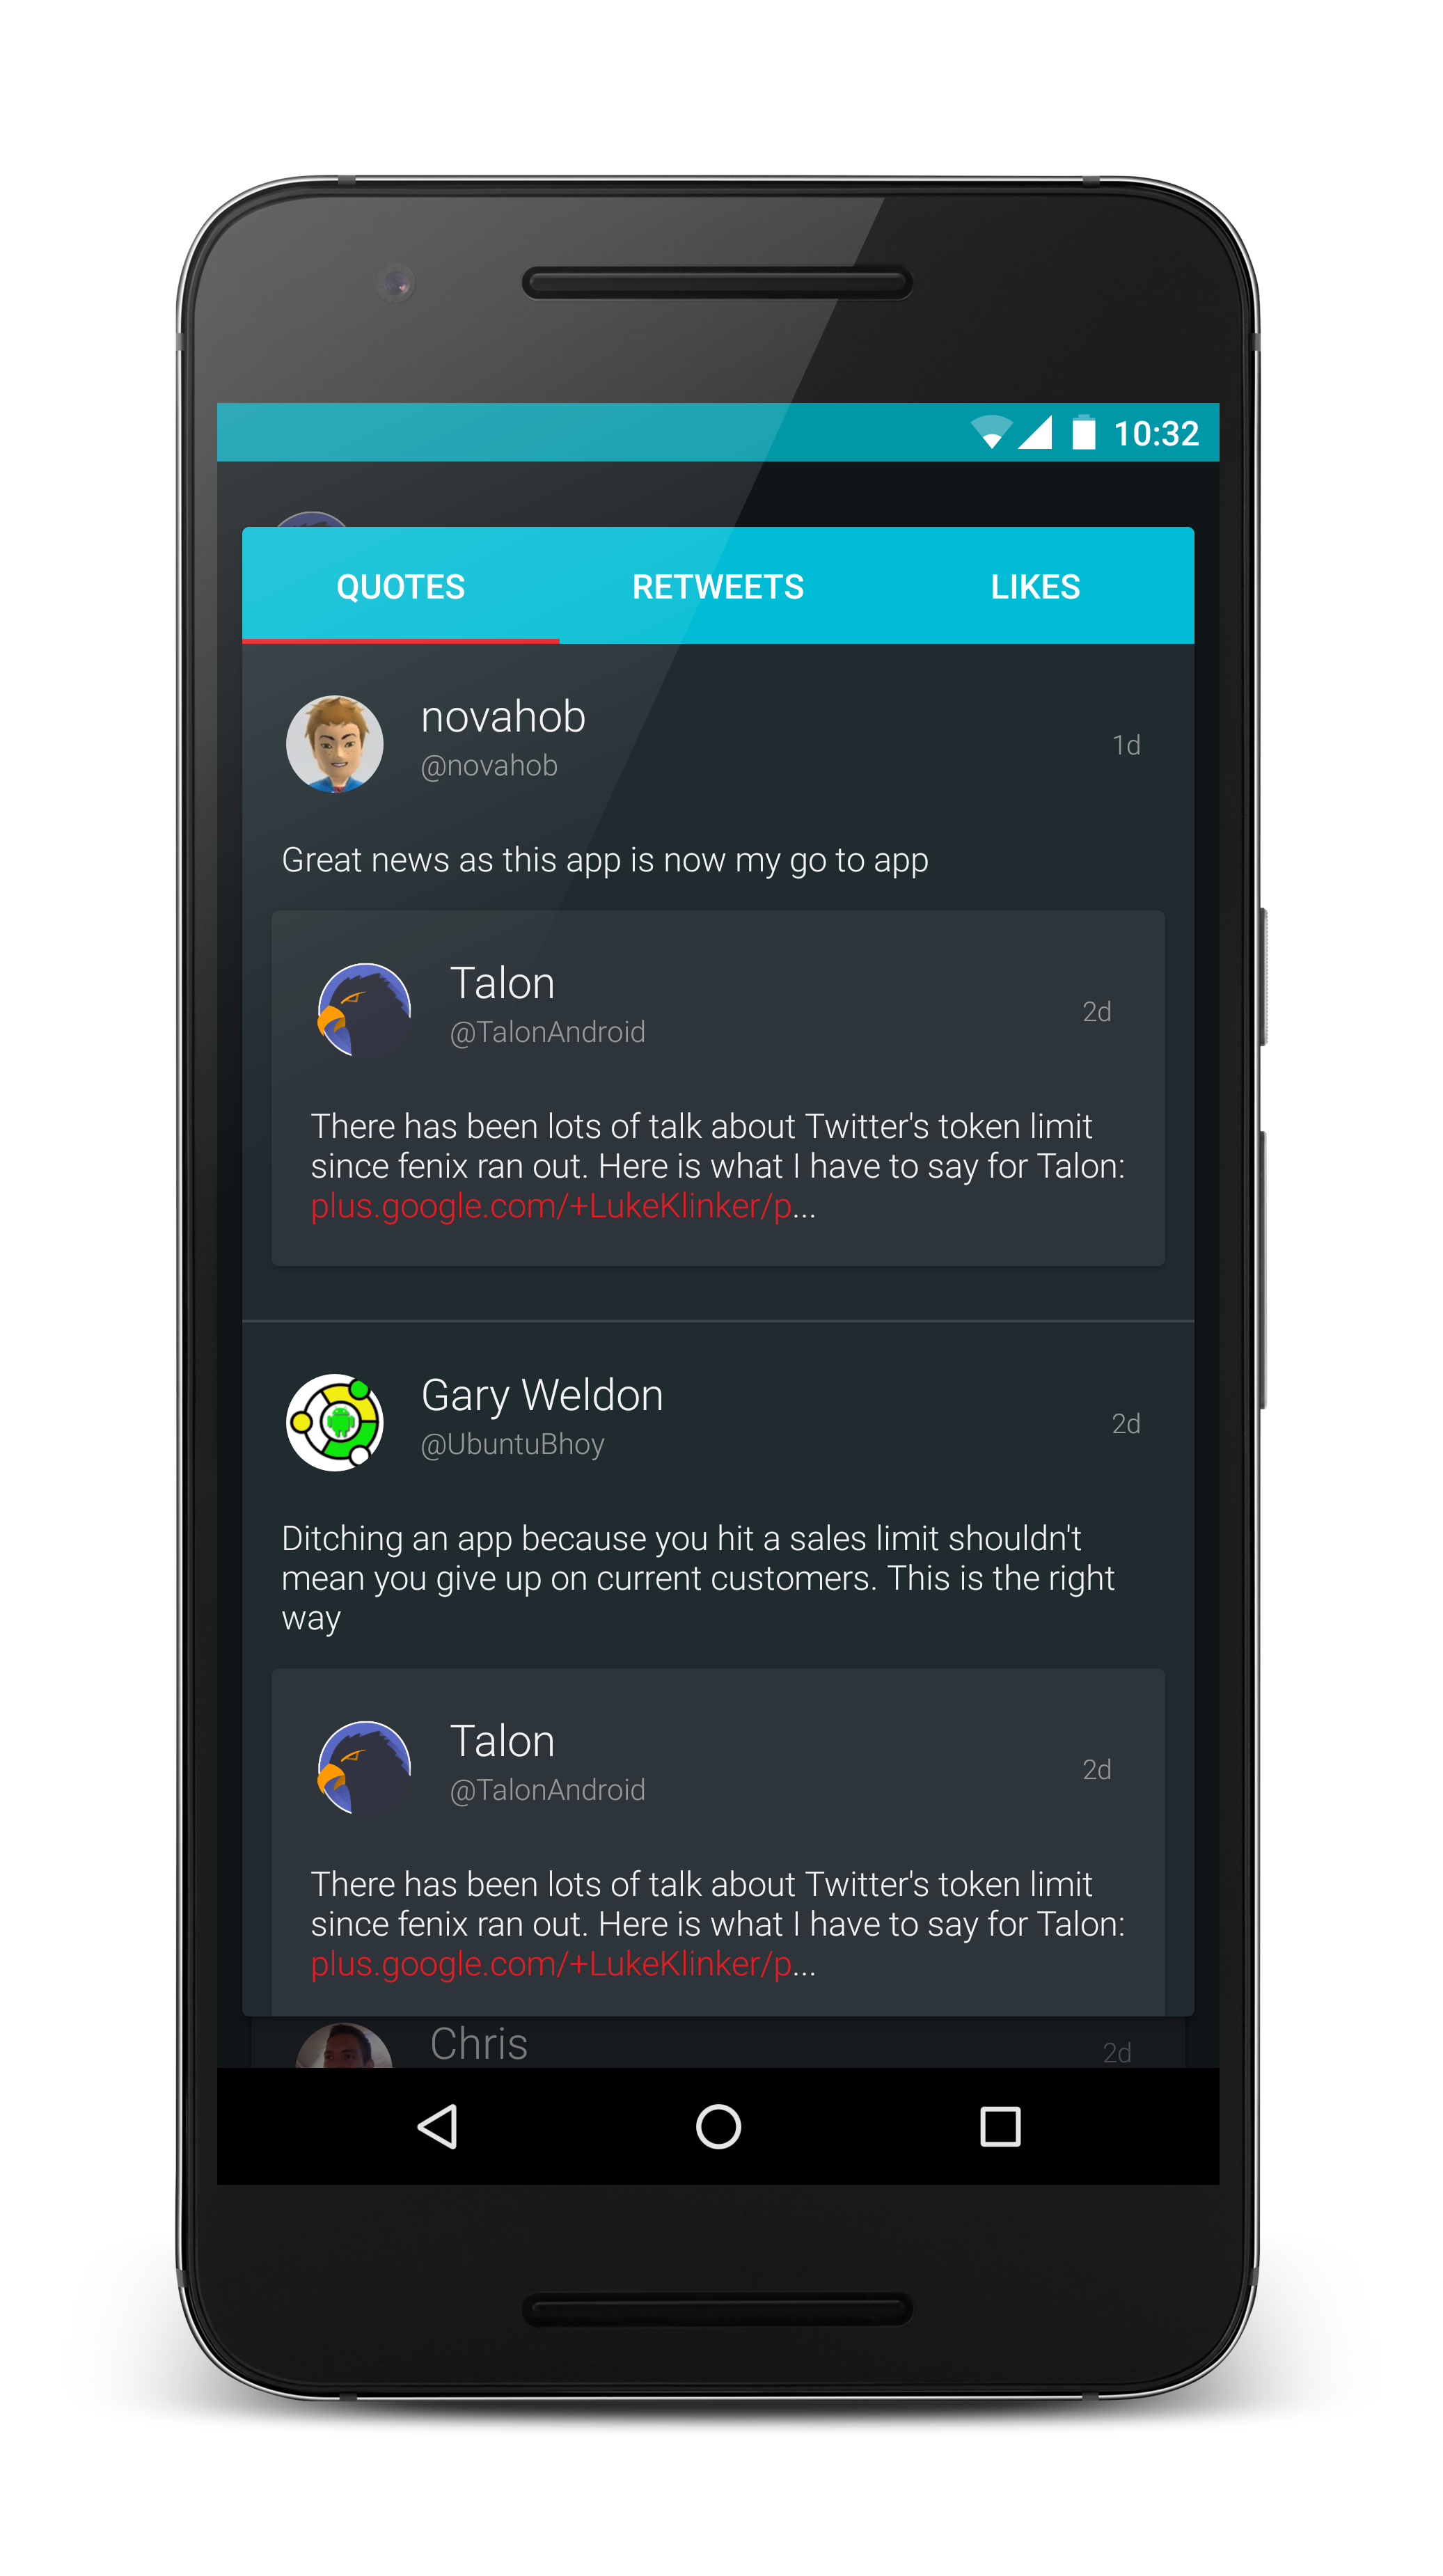 10:32
QUOTES RETWEETS LIKES
novahob
@novahob
1d
Great news as this app is now my go to app
Talon
@TalonAndroid
2d
There has been lots of talk about Twitter's token limit
since fenix ran out. Here is what I have to say for Talon:
plus.google.com/+LukeKlinker/p...
Gary Weldon
@UbuntuBhoy
2d
Ditching an app because you hit a sales limit shouldn't
mean you give up on current customers. This is the right
way
Talon
@TalonAndroid
2d
There has been lots of talk about Twitter's token limit
since fenix ran out. Here is what I have to say for Talon:
plus.google.com/+LukeKlinker/p...
Chris
2d